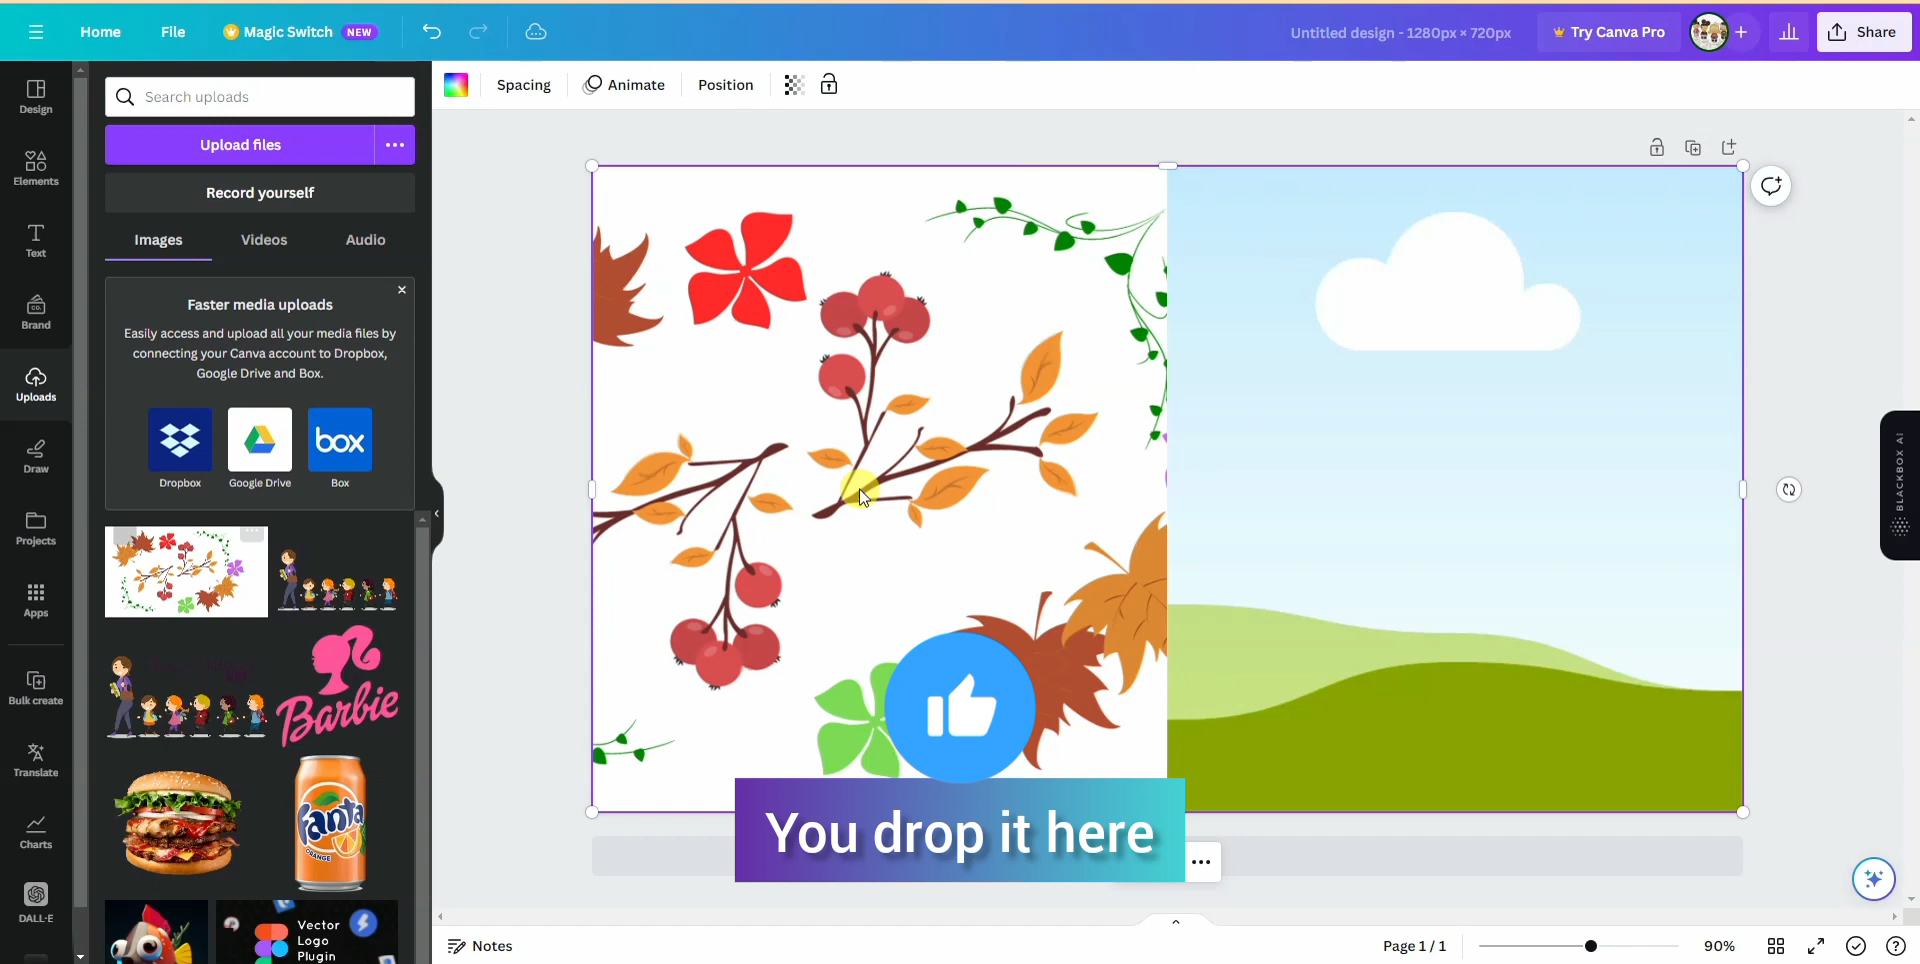 Home
File
Magic Switch NEW
Untitled design - 1280px × 720px
Try Canva Pro
Share
Design
Elements
Text
CO.
Brand
Uploads
Draw
Projects
Apps
Bulk create
Translate
Charts
DALL-E
Search uploads
Upload files
Record yourself
Images
Videos
Audio
Faster media uploads
Easily access and upload all your media files by
connecting your Canva account to Dropbox,
Google Drive and Box.
box
Dropbox
Google Drive
Box
Barbie
Fanta
ORANGE
Vector
Logo
Plugin
Spacing
Animate
Position
BLACKBOX AI
You drop it here
Notes
Page 1 / 1
90%